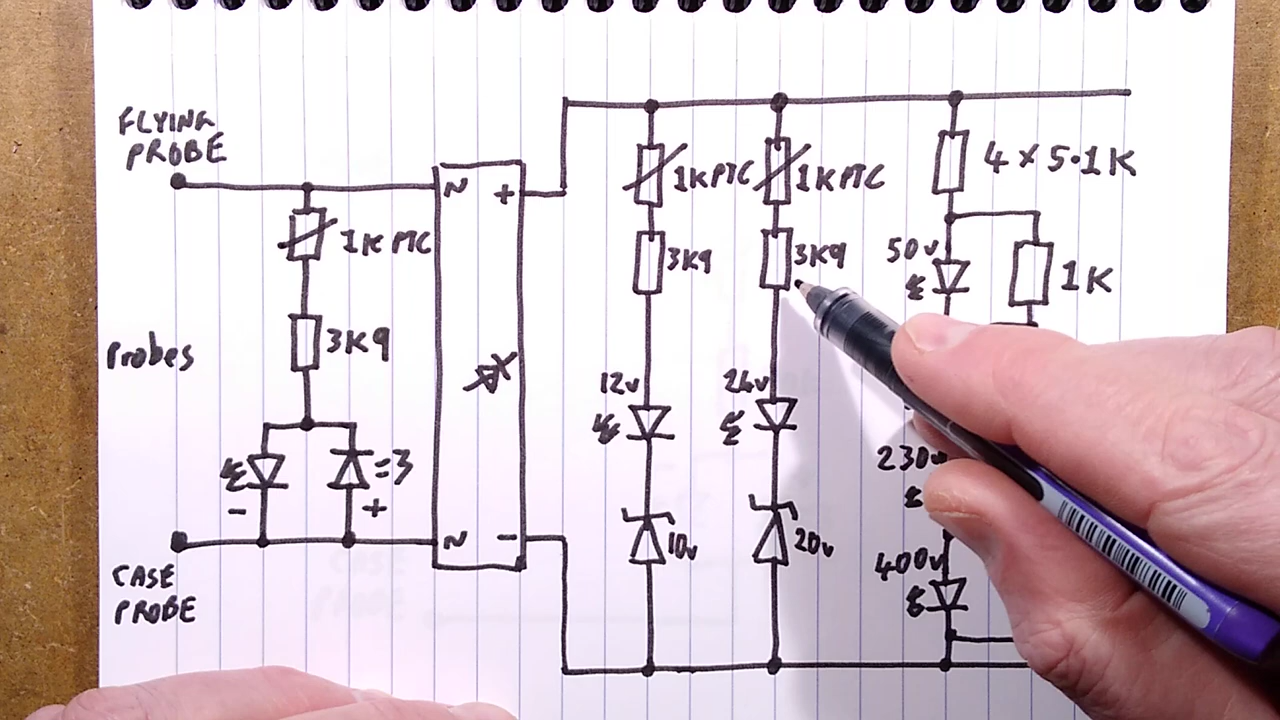 FLYING
PROBE
1K PTC
3K9
Probes
=3
-
+
CASE
PROBE
~
+
~
-
1K PTC
3K9
12v
10v
1K PTC
3K9
24v
20v
4 x 5.1K
50v
1K
230v
400v